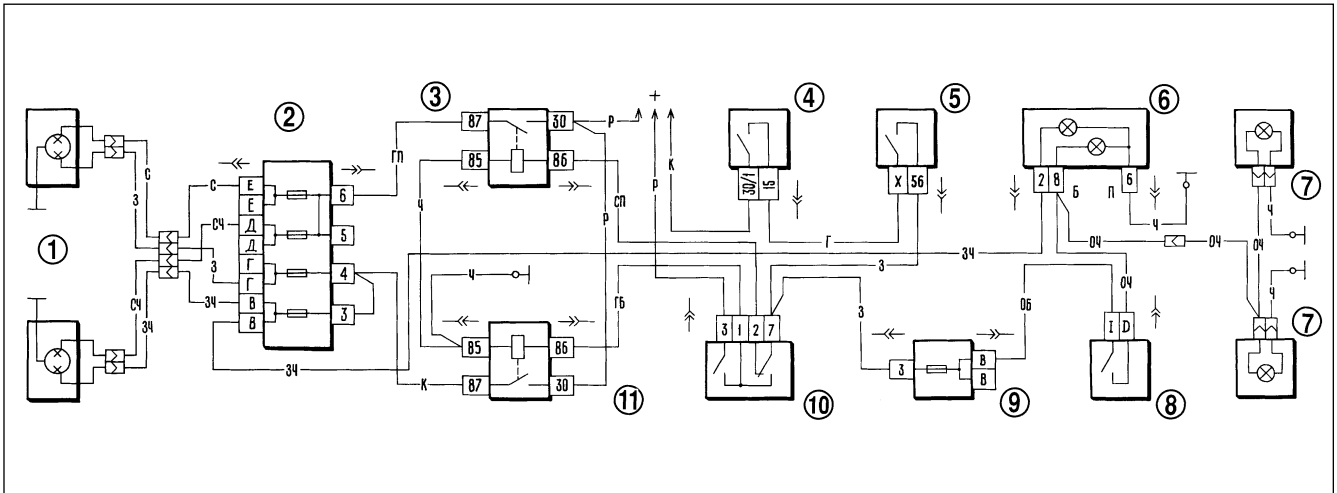 +
① ② ③ ④ ⑤ ⑥ ⑦
87 30 Р
ГП
85 86
К
Р
С
З
С
СЧ
З
ЗЧ
СЧ
ЗЧ
Е
Е
Д
Д
Г
Г
В
В
6
5
4
3
Ч
СП
Р
30/1 15
Х 56
2 8 Б П 6
Ч
Ч
ОЧ
Г
ЗЧ
ОЧ ОЧ
З
Ч
ГБ
ОБ
ОЧ
Ч
3 1 2 7
З
I D
⑦
85 86
87 30
К
ЗЧ
3
В
В
⑪ ⑩ ⑨ ⑧